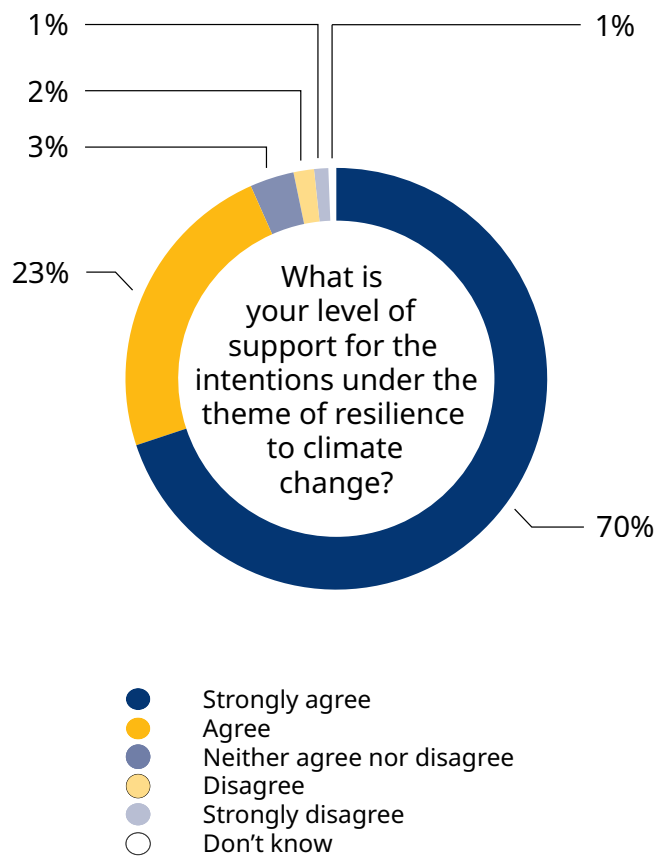 1%
1%
2%
3%
23%
What is
your level of
support for the
intentions under the
theme of resilience
to climate
change?
70%
Strongly agree
Agree
Neither agree nor disagree
Disagree
Strongly disagree
Don’t know